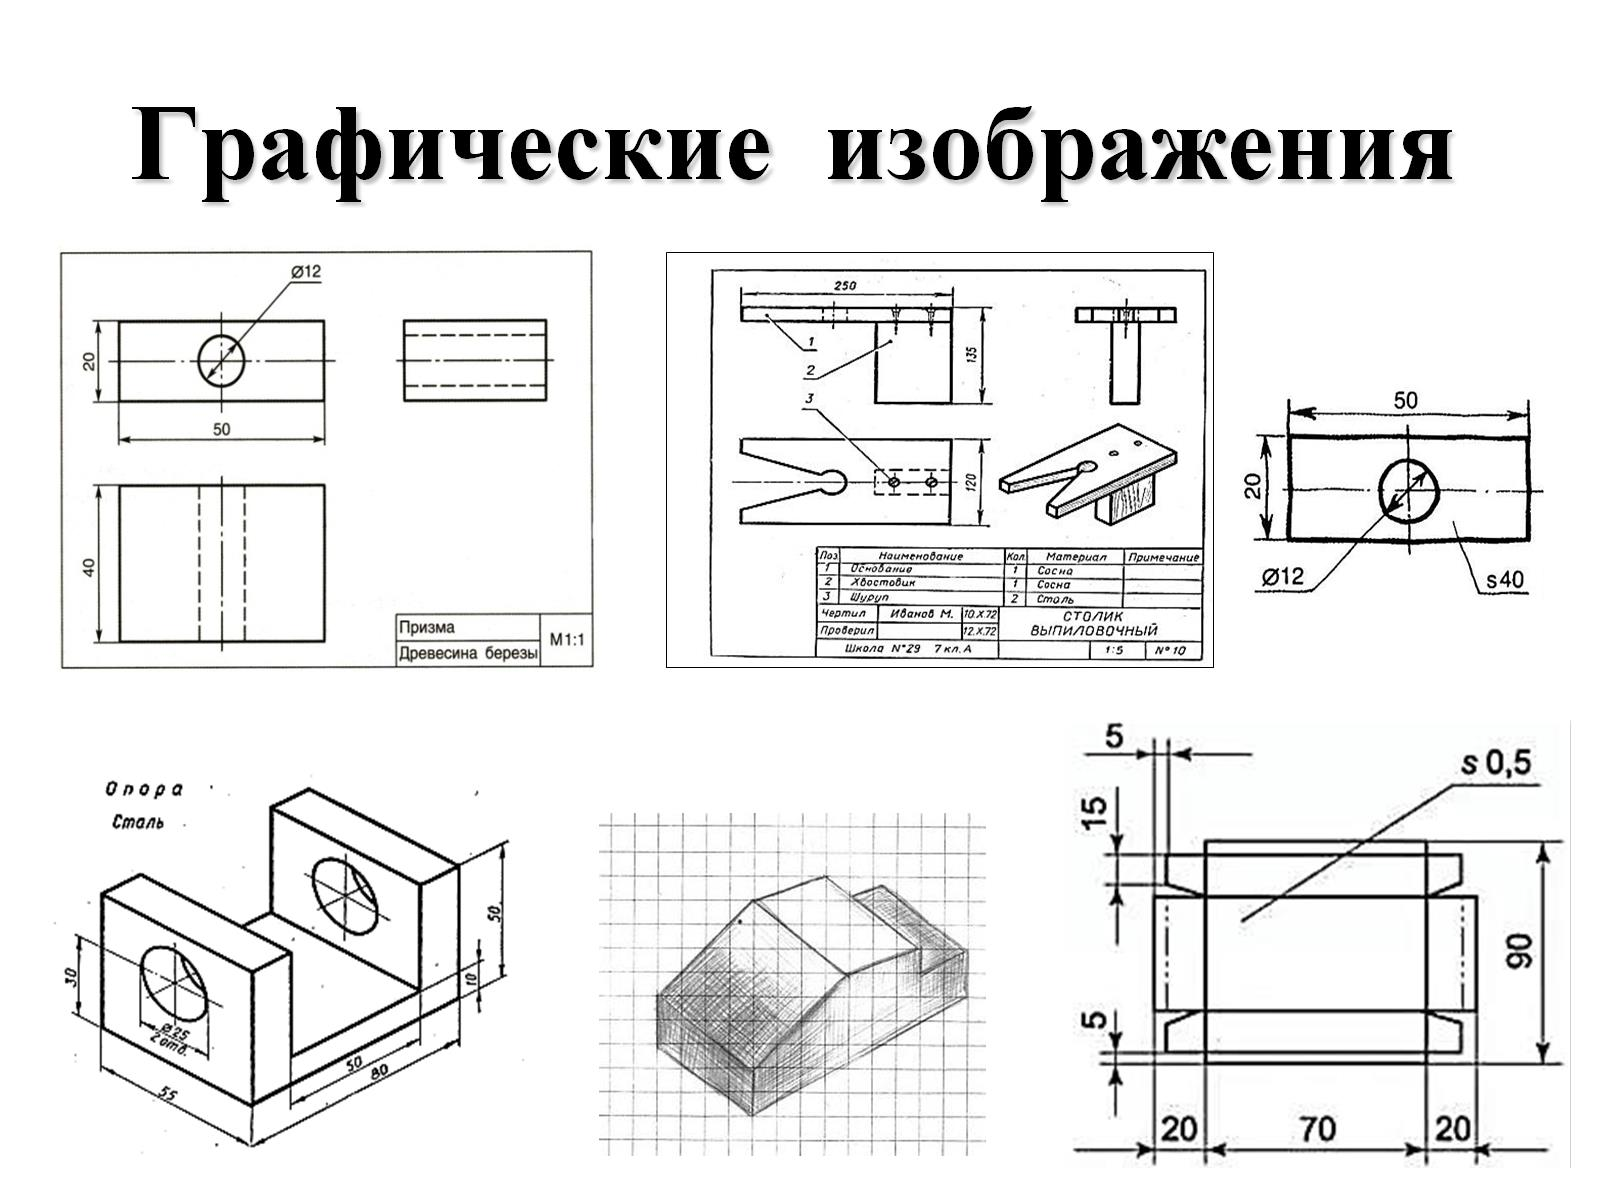 Графические изображения
Ø12
20
50
40
Призма
Древесина березы
М1:1
250
1
2
3
135
120
Поз. Наименование Кол. Материал Примечание
1 Основание 1 Сосна
2 Хвостовик 1 Сосна
3 Шуруп 2 Сталь
Чертил Иванов М. 10.X.72
Проверил 12.X.72
СТОЛИК
ВЫПИЛОВОЧНЫЙ
Школа №29 7 кл. А
1:5 №10
50
20
Ø12
s40
Опора
Сталь
30
Ø25
2 отв.
55
50
80
10
50
5
s 0,5
15
90
5
20 70 20